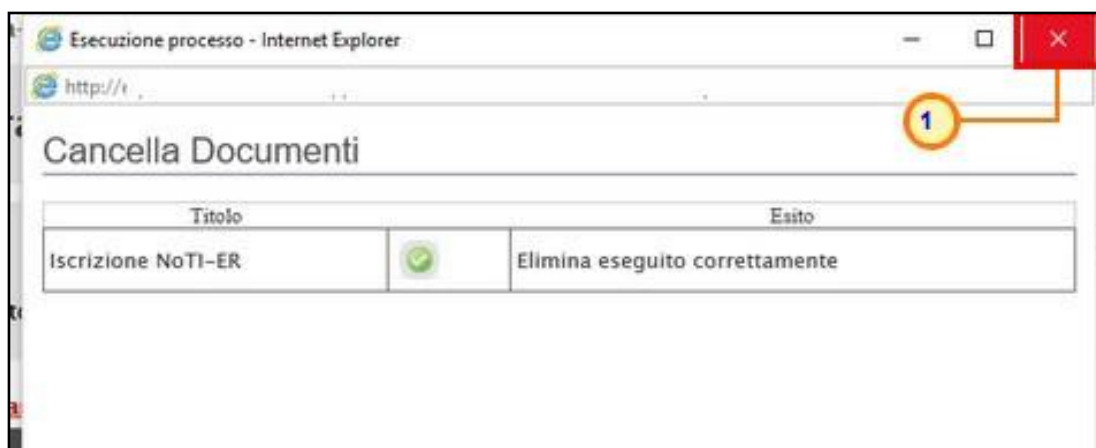 Esecuzione processo - Internet Explorer
http://
1
Cancella Documenti
Titolo Esito
Iscrizione NoTI-ER Elimina eseguito correttamente